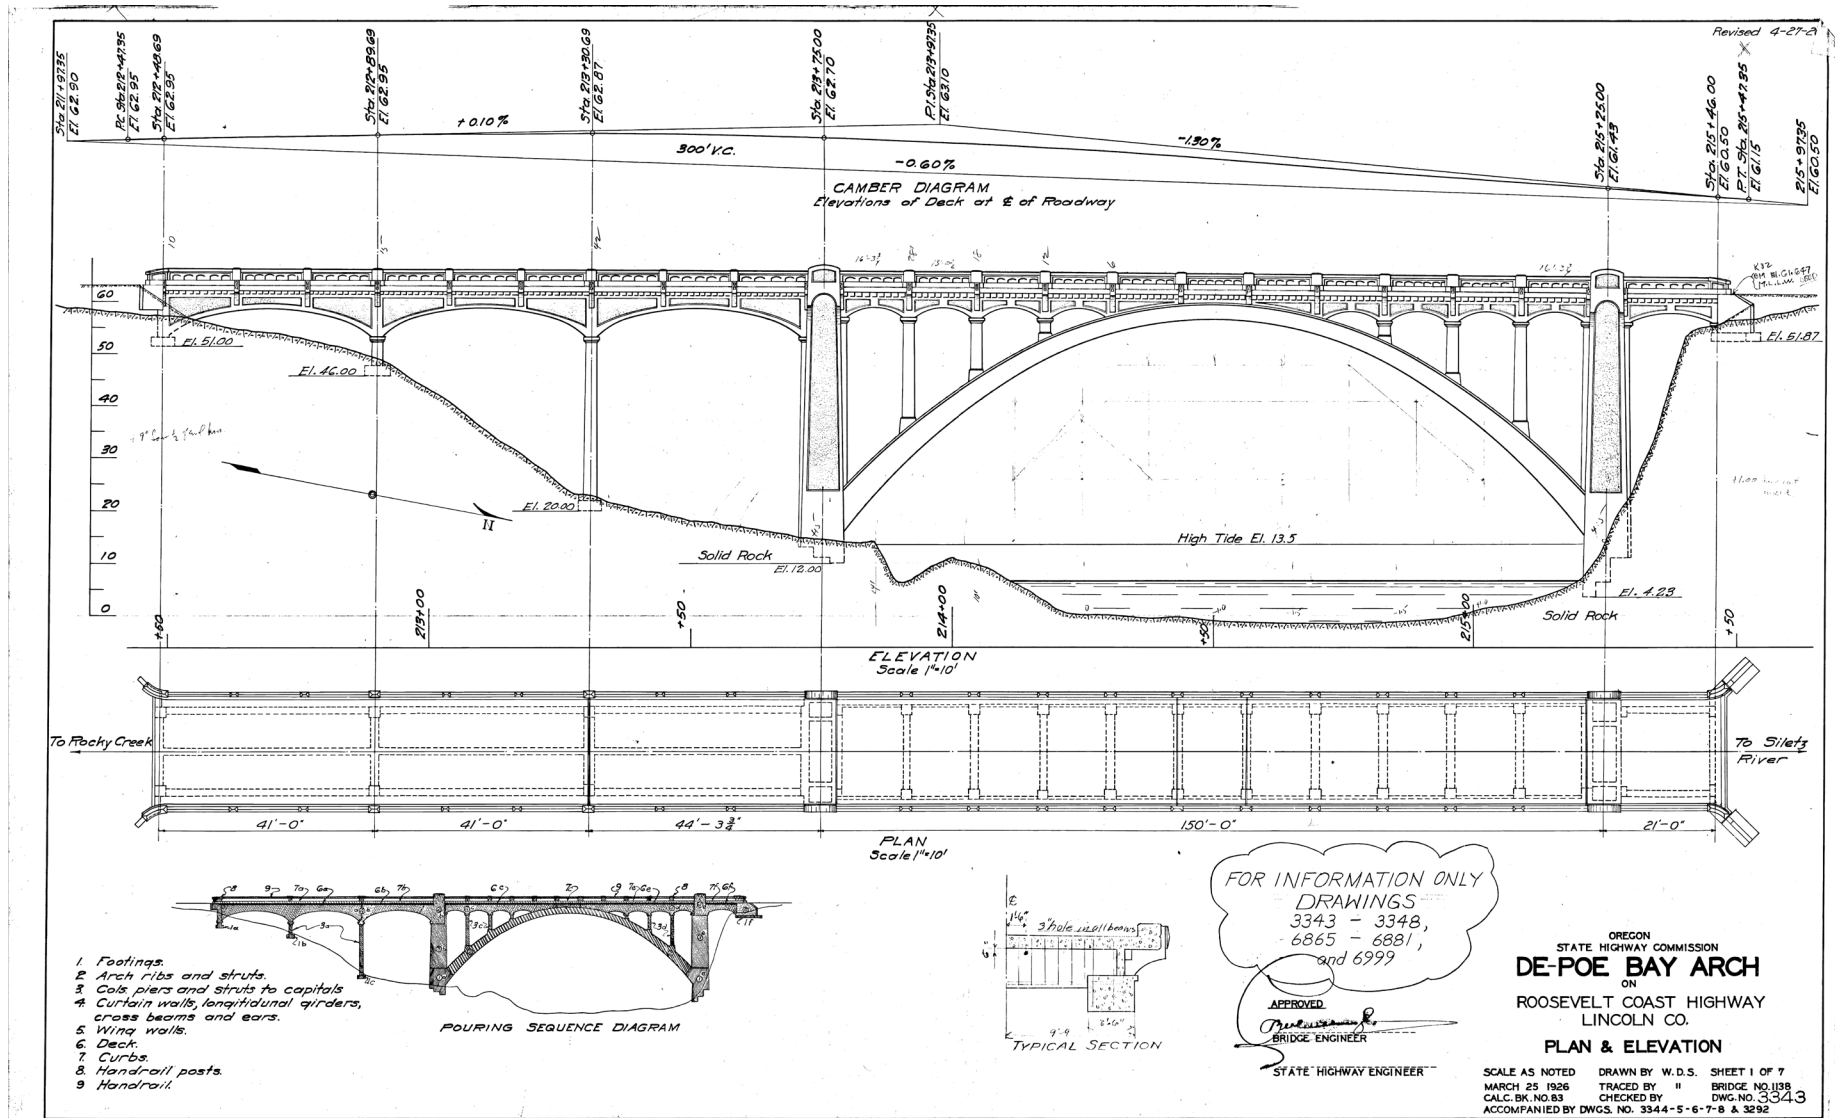 Revised 4-27-2
Sta. 211+97.35
El. 62.90
P.C. Sta. 212+47.35
El. 62.95
Sta. 212+48.69
El. 62.95
Sta. 212+89.69
El. 62.95
Sta. 213+30.69
El. 62.87
Sta. 213+75.00
El. 62.70
P.I. Sta. 213+97.35
El. 63.10
Sta. 215+25.00
El. 61.43
Sta. 215+46.00
El. 60.50
P.T. Sta. 215+47.35
El. 61.15
215+97.35
El. 60.50
+0.10%
300' V.C.
-0.60%
-1.30%
CAMBER DIAGRAM
Elevations of Deck at ℄ of Roadway
60
50
40
30
20
10
0
El. 51.00
El. 46.00
El. 20.00
Solid Rock
El. 12.00
High Tide El. 13.5
El. 51.87
El. 4.23
Solid Rock
N
+50
213+00
+50
214+00
+50
215+00
+50
ELEVATION
Scale 1"=10'
To Rocky Creek
To Siletz
River
41'-0"
41'-0"
44'-3 3/4"
150'-0"
21'-0"
PLAN
Scale 1"=10'
1. Footings.
2 Arch ribs and struts.
3. Cols. piers and struts to capitals
4. Curtain walls, longitidunal girders,
cross beams and ears.
5. Wing walls.
6. Deck.
7. Curbs.
8. Handrail posts.
9 Handrail.
POURING SEQUENCE DIAGRAM
3" hole in all beams
9'-9
TYPICAL SECTION
FOR INFORMATION ONLY
DRAWINGS
3343 - 3348,
6865 - 6881,
and 6999
APPROVED
BRIDGE ENGINEER
STATE HIGHWAY ENGINEER
OREGON
STATE HIGHWAY COMMISSION
DE-POE BAY ARCH
ON
ROOSEVELT COAST HIGHWAY
LINCOLN CO.
PLAN & ELEVATION
SCALE AS NOTED DRAWN BY W.D.S. SHEET 1 OF 7
MARCH 25 1926 TRACED BY " BRIDGE NO. 1138
CALC. BK. NO. 83 CHECKED BY DWG. NO. 3343
ACCOMPANIED BY DWGS. NO. 3344-5-6-7-8 & 3292